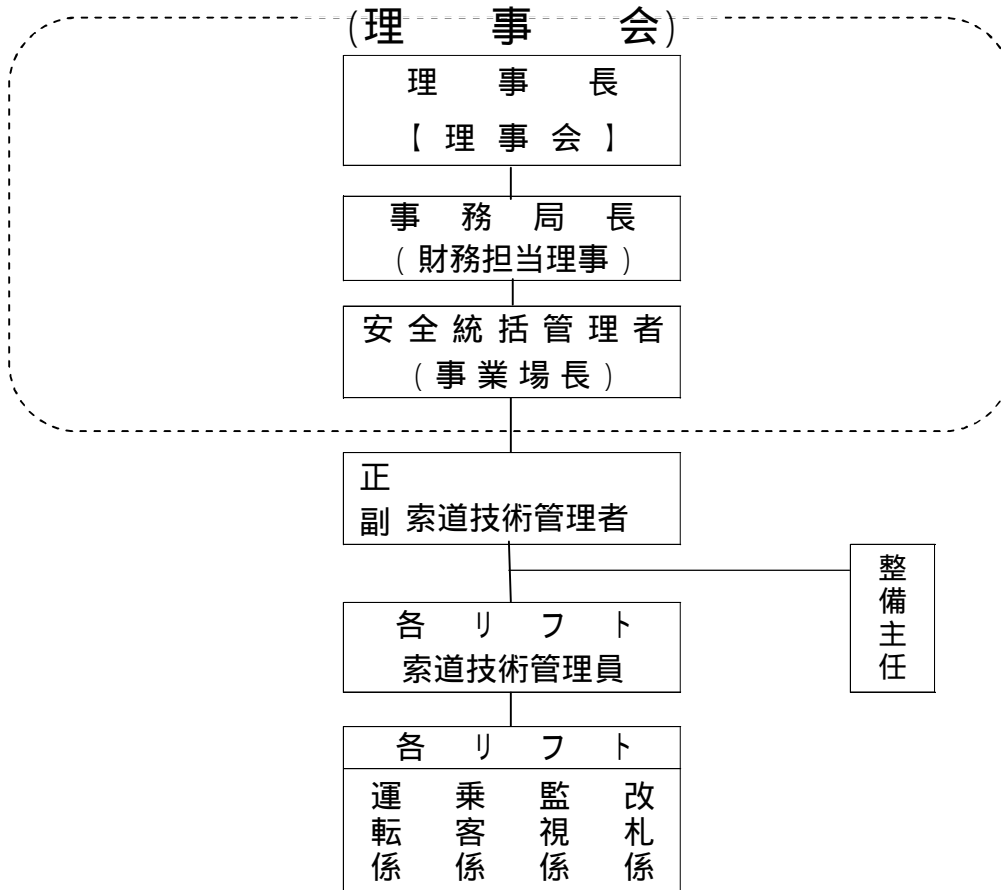 (理事会)
理事長
【理事会】
事務局長
(財務担当理事)
安全統括管理者
(事業場長)
正
副 索道技術管理者
整備主任
各リフト
索道技術管理員
各リフト
運転係 乗客係 監視係 改札係